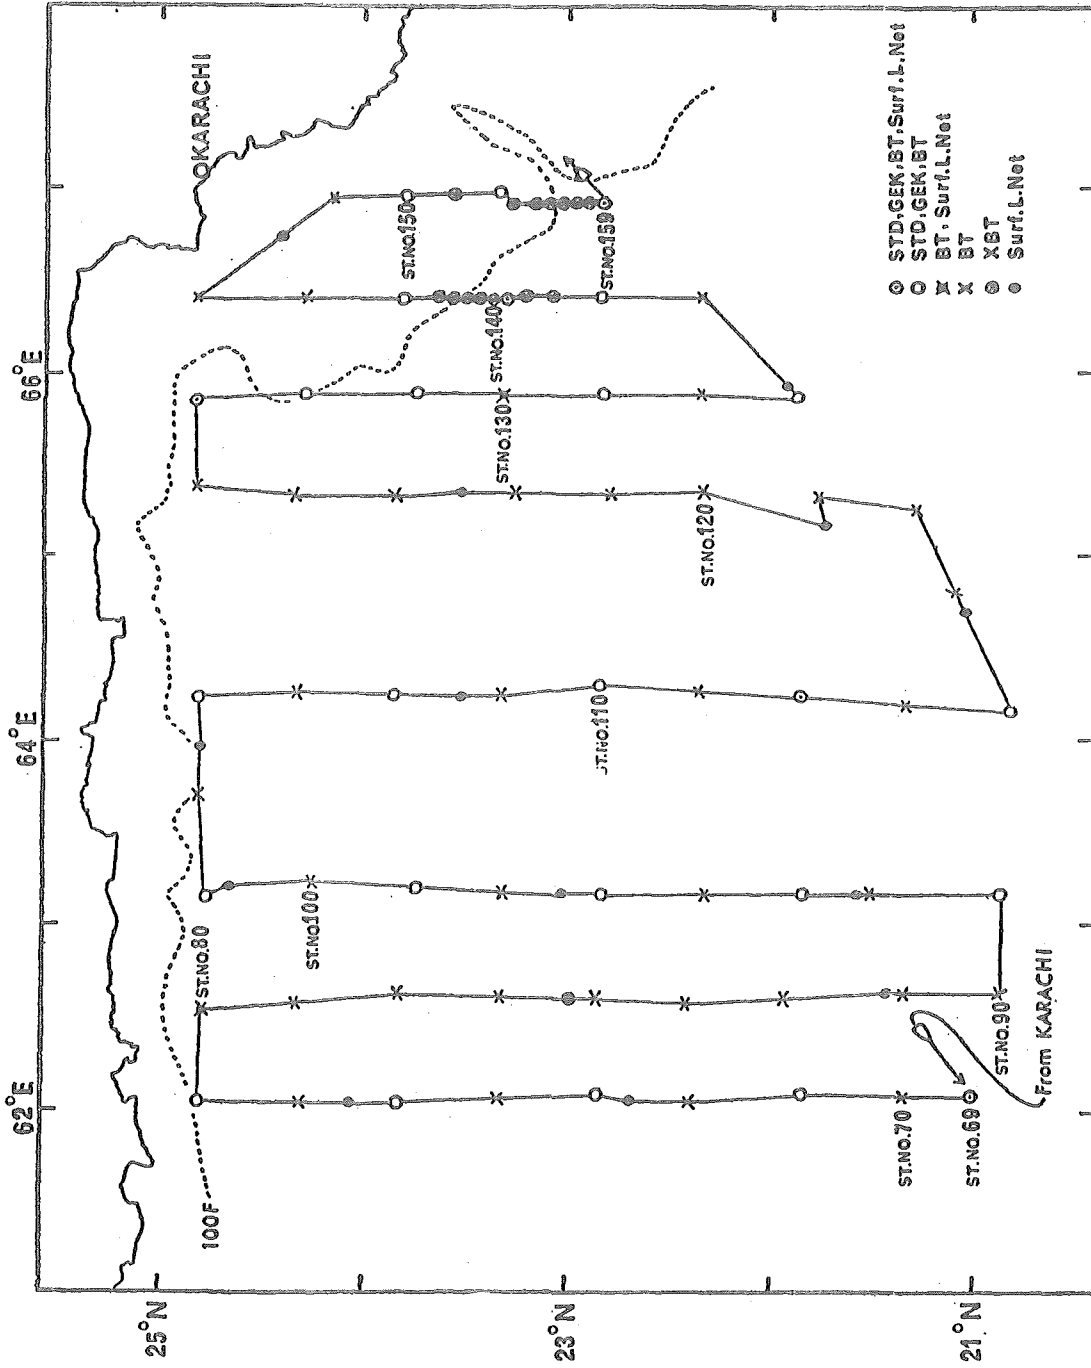 62°E
64°E
66°E
25°N
23°N
21°N
OKARACHI
100F
ST.NO.80
ST.NO.100
ST.NO.110
ST.NO.120
ST.NO.130
ST.NO.140
ST.NO.150
ST.NO.159
ST.NO.70
ST.NO.69
ST.NO.90
From KARACHI
STD,GEK,BT,Surf.L.Net
STD,GEK,BT
BT,Surf.L.Net
BT
XBT
Surf.L.Net